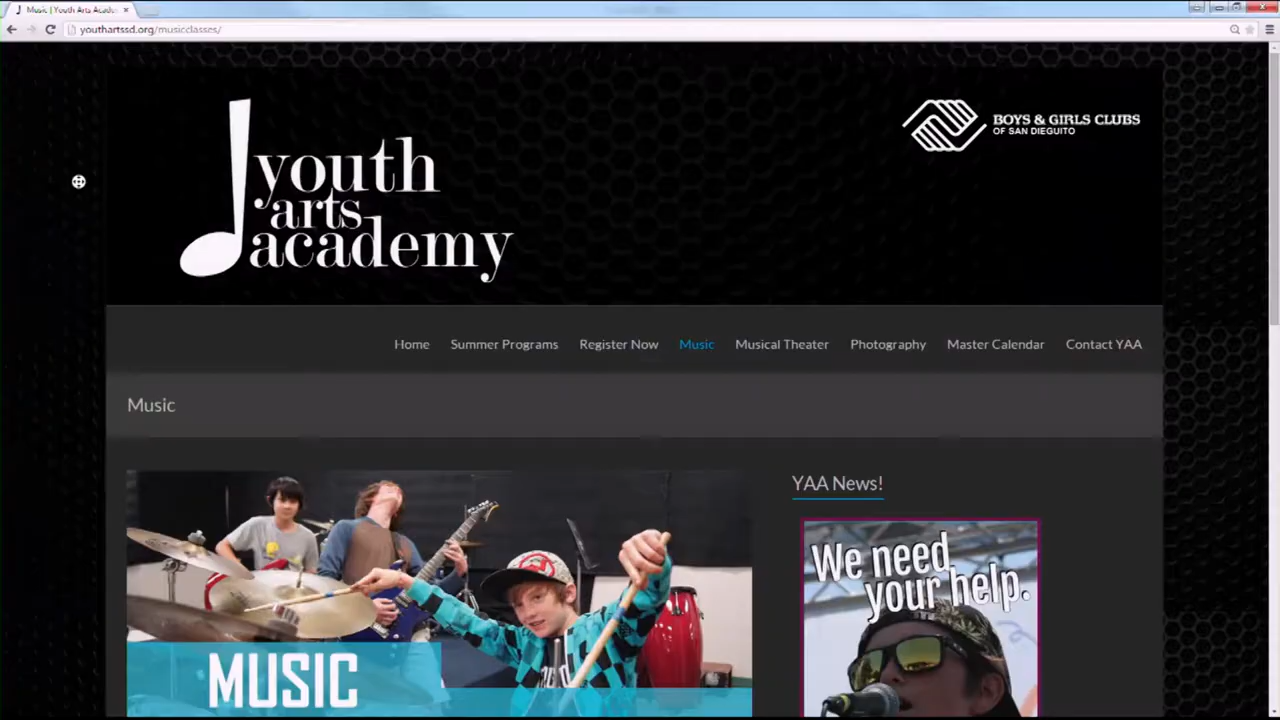 Music | Youth Arts Acade
youthartssd.org/musicclasses/
BOYS & GIRLS CLUBS
OF SAN DIEGUITO
youth
arts
academy
Home Summer Programs Register Now Music Musical Theater Photography Master Calendar Contact YAA
Music
YAA News!
We need
your help.
MUSIC